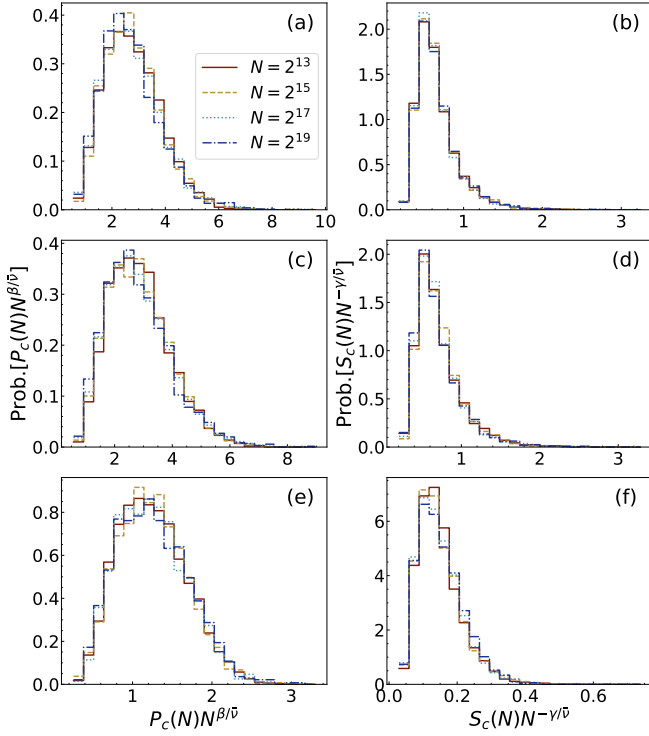 (a)
N = 2^13
N = 2^15
N = 2^17
N = 2^19
0.4
0.3
0.2
0.1
0.0
2 4 6 8 10
(b)
2.0
1.5
1.0
0.5
0.0
1 2 3
(c)
0.4
0.3
0.2
0.1
0.0
2 4 6 8
Prob.[P_c(N)N^{β/ν̄}]
(d)
2.0
1.5
1.0
0.5
0.0
1 2 3
Prob.[S_c(N)N^{−γ/ν̄}]
(e)
0.8
0.6
0.4
0.2
0.0
1 2 3
P_c(N)N^{β/ν̄}
(f)
6
4
2
0
0.0 0.2 0.4 0.6
S_c(N)N^{−γ/ν̄}